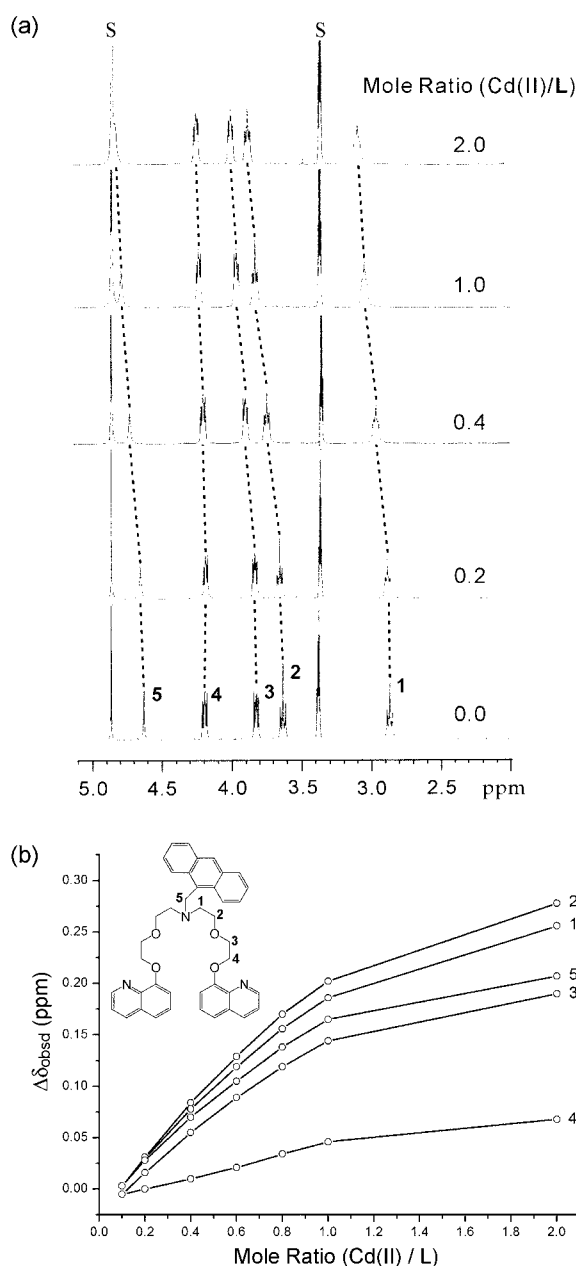 (a)
S S
Mole Ratio (Cd(II)/L)
2.0
1.0
0.4
0.2
5 4 3 2 1
0.0
5.0 4.5 4.0 3.5 3.0 2.5 ppm
(b)
0.30
0.25
0.20
0.15
0.10
0.05
0.00
Δδobsd (ppm)
5 1
N 2
O O 3
4
O O
N N
2
1
5
3
4
0.0 0.2 0.4 0.6 0.8 1.0 1.2 1.4 1.6 1.8 2.0
Mole Ratio (Cd(II) / L)